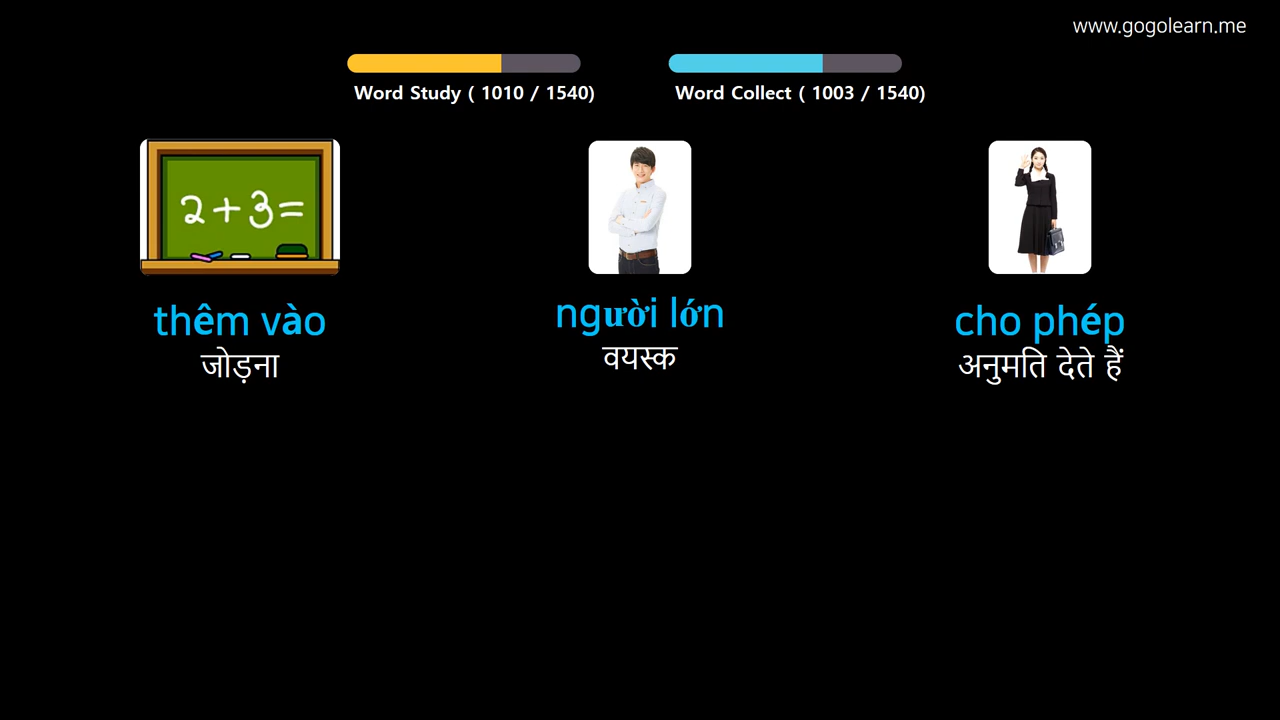 www.gogolearn.me
Word Study ( 1010 / 1540)
Word Collect ( 1003 / 1540)
2+3=
thêm vào
जोड़ना
người lớn
वयस्क
cho phép
अनुमति देते हैं